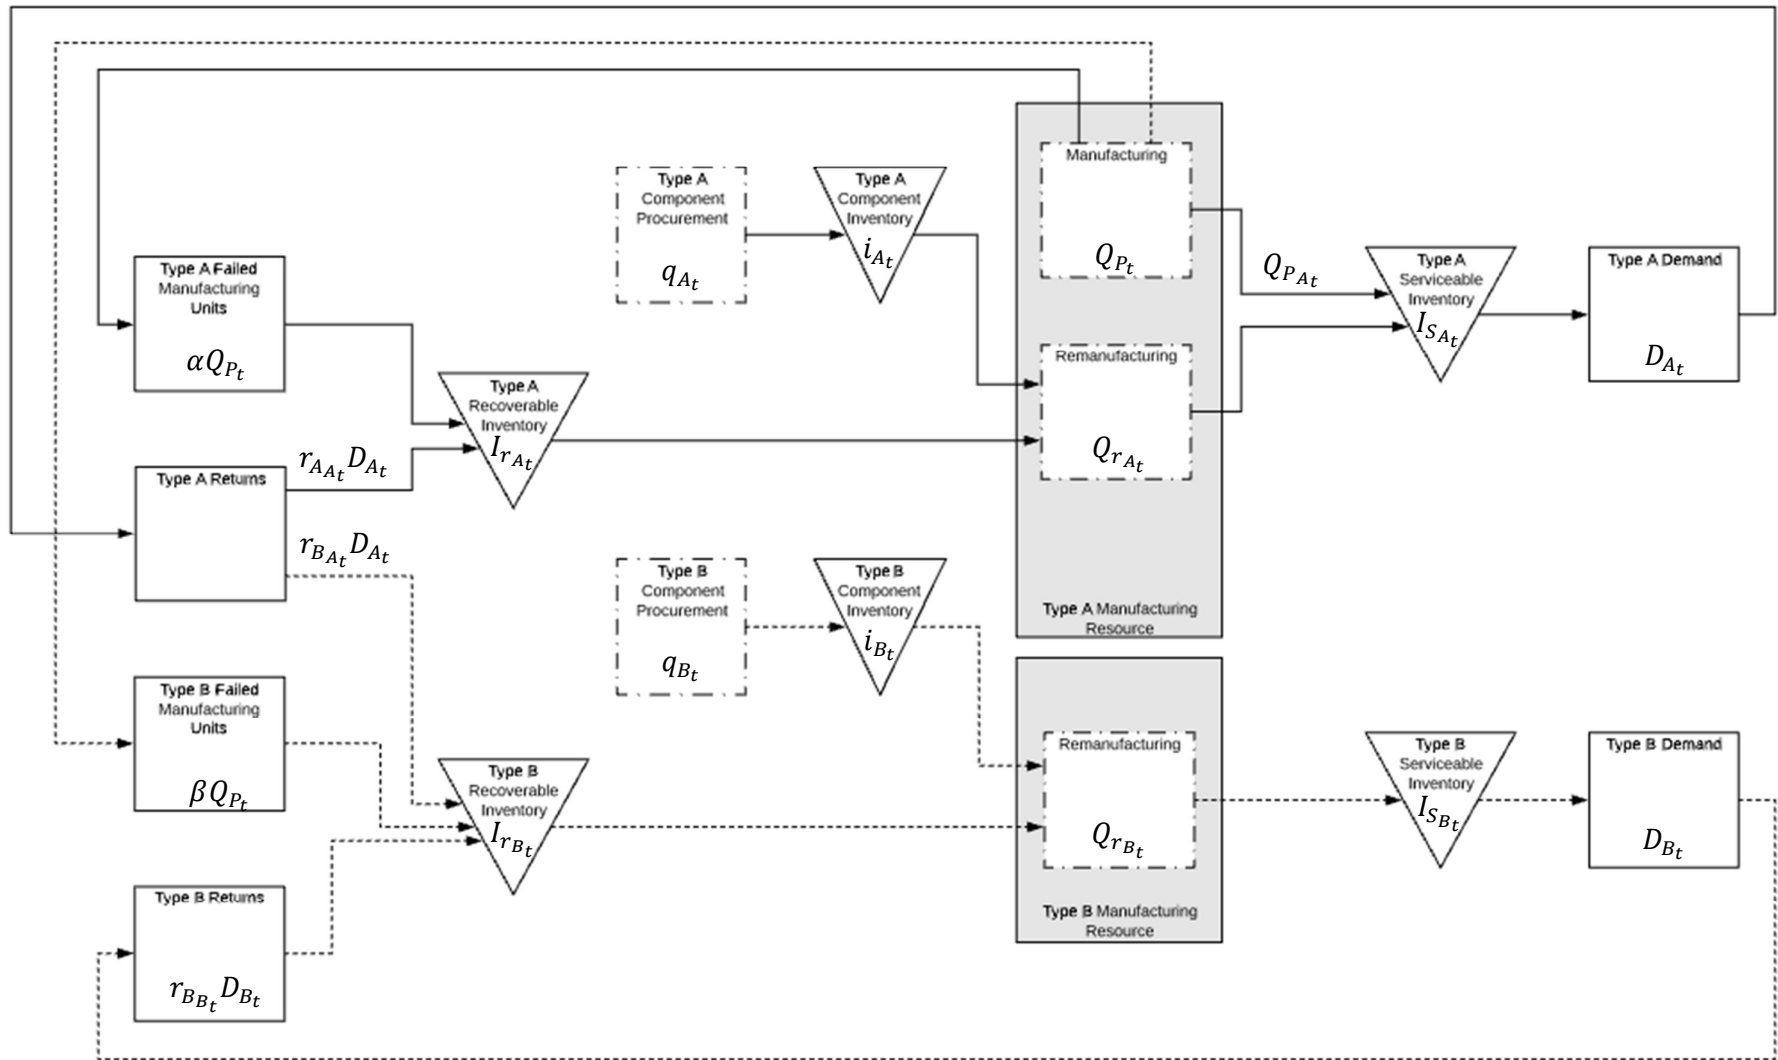 Manufacturing
Q_{P_t}
Type A
Component
Procurement
q_{A_t}
Type A
Component
Inventory
i_{A_t}
Q_{P_{A_t}}
Type A
Serviceable
Inventory
I_{S_{A_t}}
Type A Demand
D_{A_t}
Type A Failed
Manufacturing
Units
αQ_{P_t}
Type A
Recoverable
Inventory
I_{r_{A_t}}
Remanufacturing
Q_{r_{A_t}}
Type A Returns
r_{A_{A_t}}D_{A_t}
r_{B_{A_t}}D_{A_t}
Type B
Component
Procurement
q_{B_t}
Type B
Component
Inventory
i_{B_t}
Type A Manufacturing
Resource
Type B Failed
Manufacturing
Units
βQ_{P_t}
Type B
Recoverable
Inventory
I_{r_{B_t}}
Remanufacturing
Q_{r_{B_t}}
Type B
Serviceable
Inventory
I_{S_{B_t}}
Type B Demand
D_{B_t}
Type B Returns
r_{B_{B_t}}D_{B_t}
Type B Manufacturing
Resource